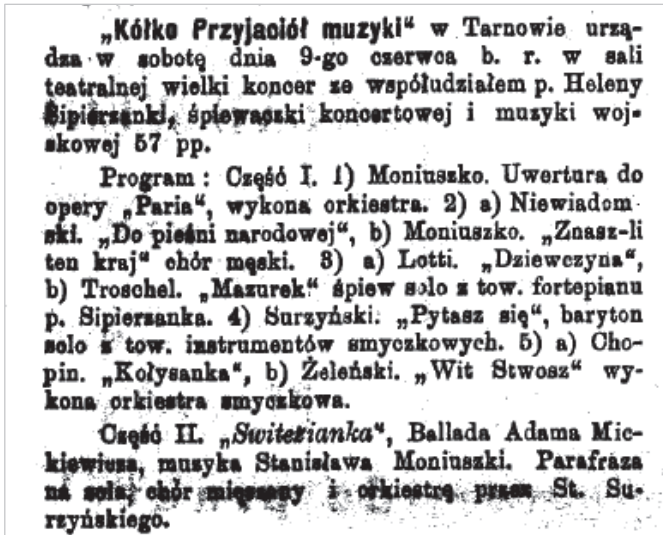 „Kółko Przyjaciół muzyki“ w Tarnowie urzą-
dza w sobotę dnia 9-go czerwca b. r. w sali
teatralnej wielki koncer ze współudziałem p. Heleny
Sipierzanki, śpiewaczki koncertowej i muzyki woj-
skowej 57 pp.
Program : Część I. 1) Moniuszko. Uwertura do
opery „Paria“, wykona orkiestra. 2) a) Niewiadom
ski. „Do pieśni narodowej“, b) Moniuszko. „Znasz-li
ten kraj“ chór męski. 3) a) Lotti. „Dziewczyna“,
b) Troschel. „Mazurek“ śpiew solo z tow. fortepianu
p. Sipierzanka. 4) Surzyński. „Pytasz się“, baryton
solo z tow. instrumentów smyczkowych. 5) a) Cho-
pin. „Kołysanka“, b) Żeleński. „Wit Stwosz“ wy-
kona orkiestra smyczkowa.
Część II. „Switezianka“, Ballada Adama Mic-
kiewicza, muzyka Stanisława Moniuszki. Parafraza
na sola, chór mięszany i orkiestrę przez St. Su-
rzyńskiego.